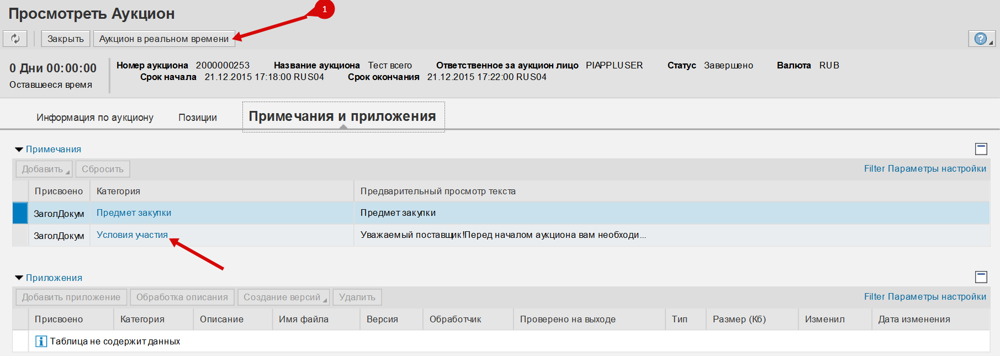 Просмотреть Аукцион
1
Закрыть Аукцион в реальном времени ?
0 Дни 00:00:00
Оставшееся время
Номер аукциона 2000000253 Название аукциона Тест всего Ответственное за аукцион лицо PIAPPLUSER Статус Завершено Валюта RUB
Срок начала 21.12.2015 17:18:00 RUS04 Срок окончания 21.12.2015 17:22:00 RUS04
Информация по аукциону Позиции Примечания и приложения
Примечания
Добавить Сбросить Filter Параметры настройки
Присвоено Категория Предварительный просмотр текста
ЗаголДокум Предмет закупки Предмет закупки
ЗаголДокум Условия участия Уважаемый поставщик!Перед началом аукциона вам необходи...
Приложения
Добавить приложение Обработка описания Создание версий Удалить Filter Параметры настройки
Присвоено Категория Описание Имя файла Версия Обработчик Проверено на выходе Тип Размер (Кб) Изменил Дата изменения
Таблица не содержит данных